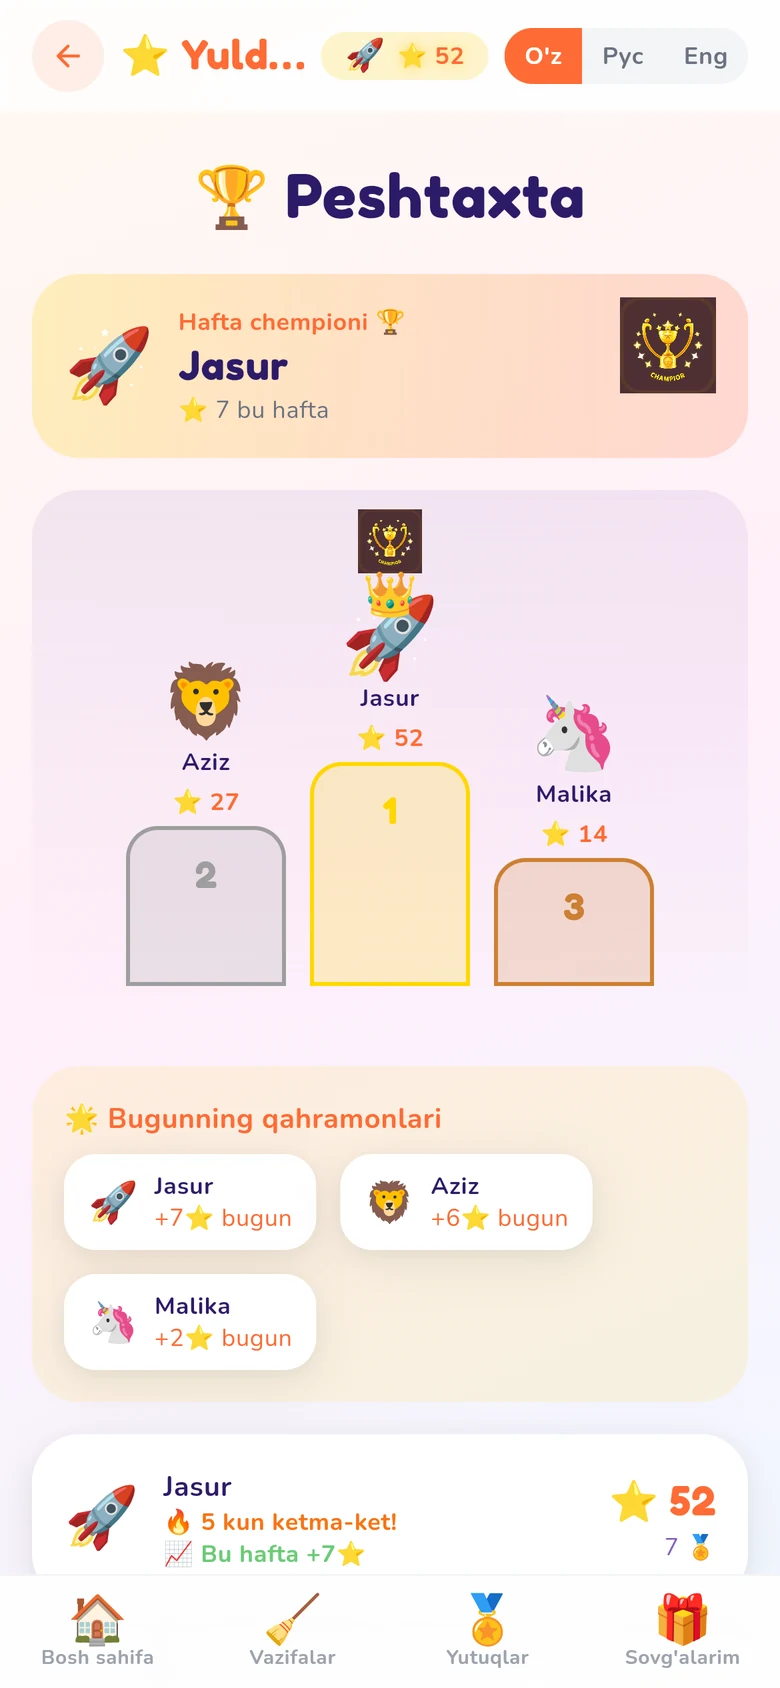 Yuld...
52
O'z
Рус
Eng
Peshtaxta
Hafta chempioni
Jasur
7 bu hafta
CHAMPIOR
CHAMPIOR
Jasur
52
Aziz
27
Malika
14
1
2
3
Bugunning qahramonlari
Jasur
+7 bugun
Aziz
+6 bugun
Malika
+2 bugun
Jasur
5 kun ketma-ket!
Bu hafta +7
52
7
Bosh sahifa
Vazifalar
Yutuqlar
Sovg'alarim